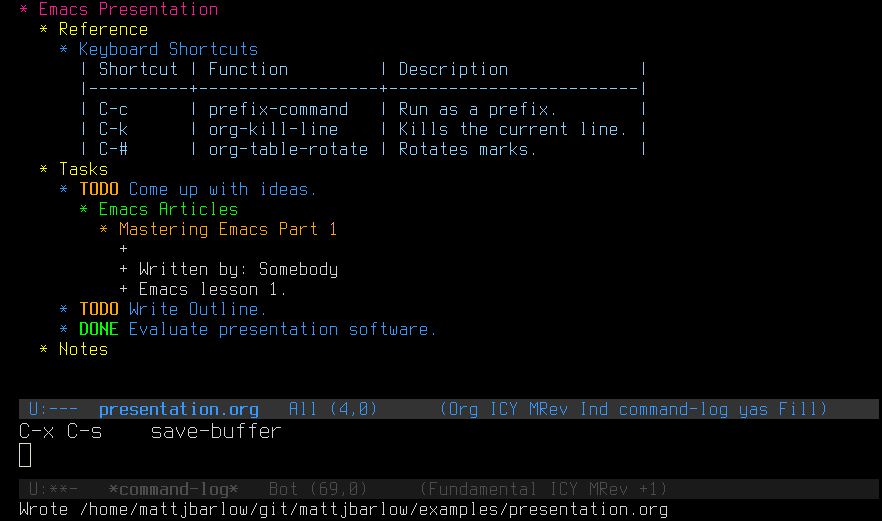 * Emacs Presentation
* Reference
* Keyboard Shortcuts
| Shortcut | Function | Description |
|----------+------------------+-------------------------|
| C-c | prefix-command | Run as a prefix. |
| C-k | org-kill-line | Kills the current line. |
| C-# | org-table-rotate | Rotates marks. |
* Tasks
* TODO Come up with ideas.
* Emacs Articles
* Mastering Emacs Part 1
+
+ Written by: Somebody
+ Emacs lesson 1.
* TODO Write Outline.
* DONE Evaluate presentation software.
* Notes
U:--- presentation.org All (4,0) (Org ICY MRev Ind command-log yas Fill)
C-x C-s save-buffer
U:**- *command-log* Bot (69,0) (Fundamental ICY MRev +1)
Wrote /home/mattjbarlow/git/mattjbarlow/examples/presentation.org